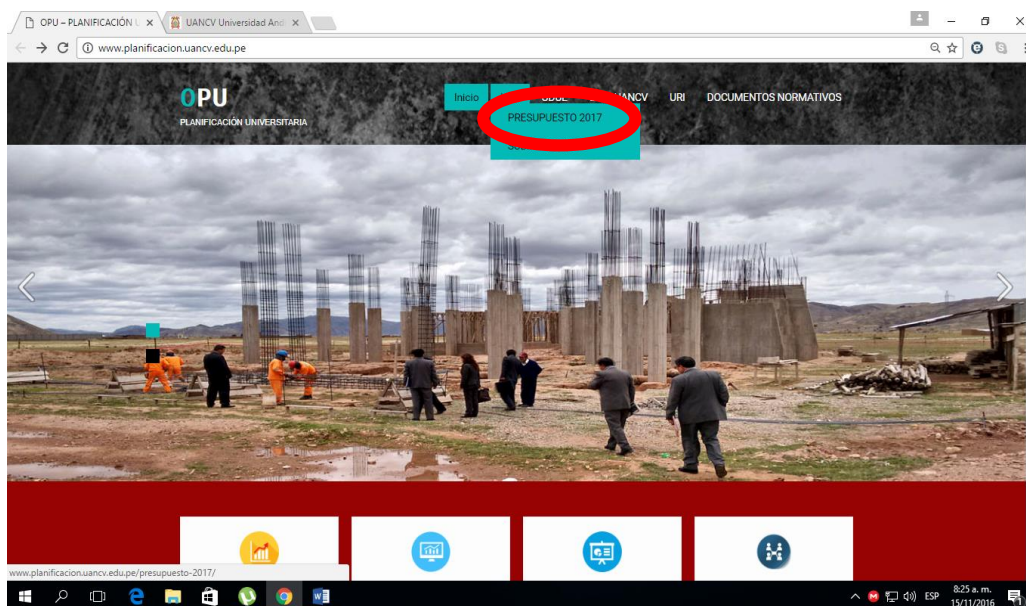 OPU – PLANIFICACIÓN U
UANCV Universidad And
www.planificacion.uancv.edu.pe
OPU
PLANIFICACIÓN UNIVERSITARIA
Inicio
UANCV
URI
DOCUMENTOS NORMATIVOS
PRESUPUESTO 2017
www.planificacion.uancv.edu.pe/presupuesto-2017/
ESP
8:25 a. m.
15/11/2016